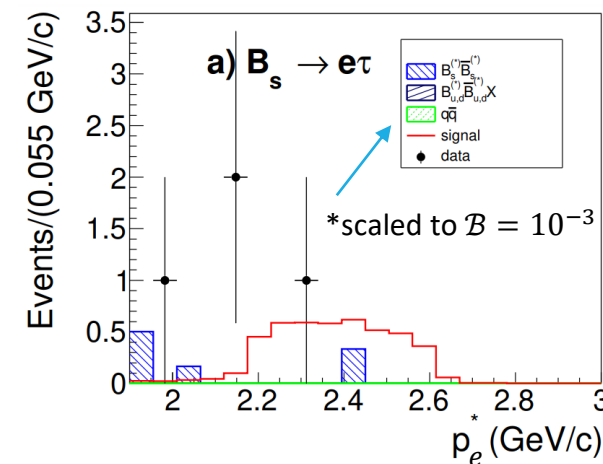 a) B_s → eτ
B_s^(*) B̄_s^(*)
B_{u,d}^(*) B̄_{u,d}^(*) X
qq̄
signal
data
*scaled to ℬ = 10⁻³
Events/(0.055 GeV/c)
3.5
3
2.5
2
1.5
1
0.5
0
2 2.2 2.4 2.6 2.8 3
p_e^* (GeV/c)